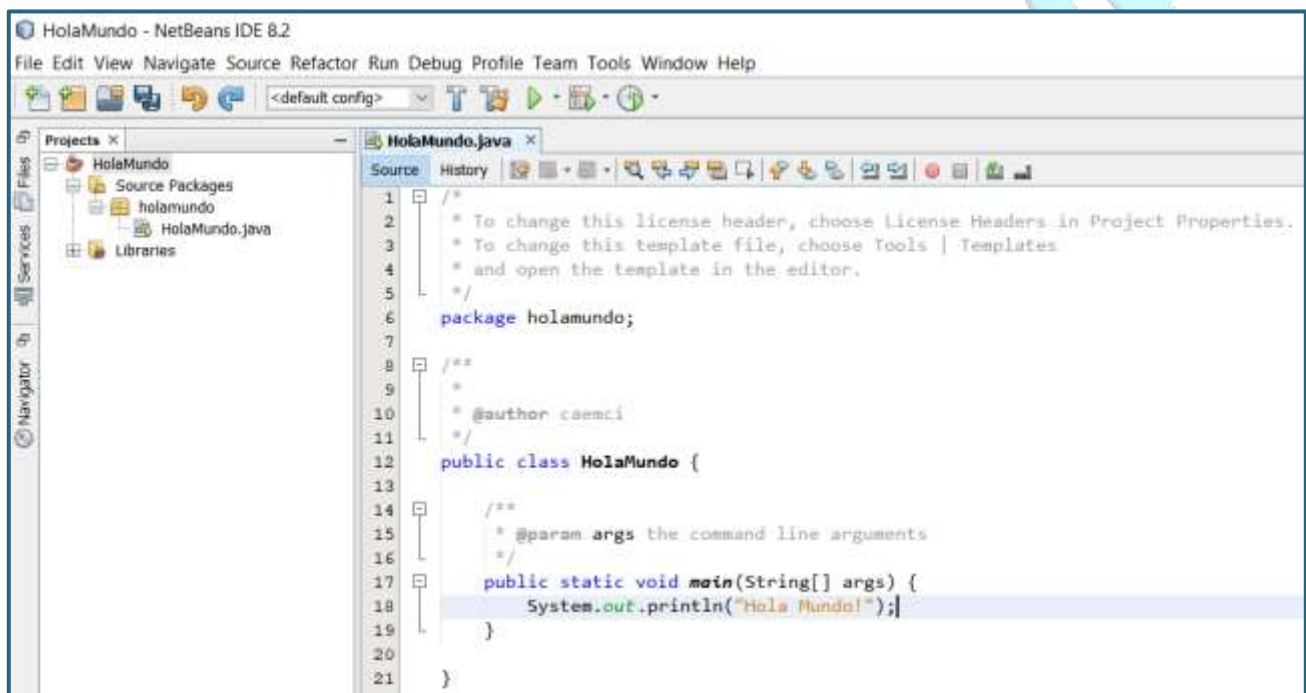 HolaMundo - NetBeans IDE 8.2
File Edit View Navigate Source Refactor Run Debug Profile Team Tools Window Help
<default config>
Projects
HolaMundo
Source Packages
holamundo
HolaMundo.java
Libraries
Files
Services
Navigator
HolaMundo.java
Source History
1 /*
2 * To change this license header, choose License Headers in Project Properties.
3 * To change this template file, choose Tools | Templates
4 * and open the template in the editor.
5 */
6 package holamundo;
7
8 /**
9 *
10 * @author caemci
11 */
12 public class HolaMundo {
13
14 /**
15 * @param args the command line arguments
16 */
17 public static void main(String[] args) {
18 System.out.println("Hola Mundo!");
19 }
20
21 }